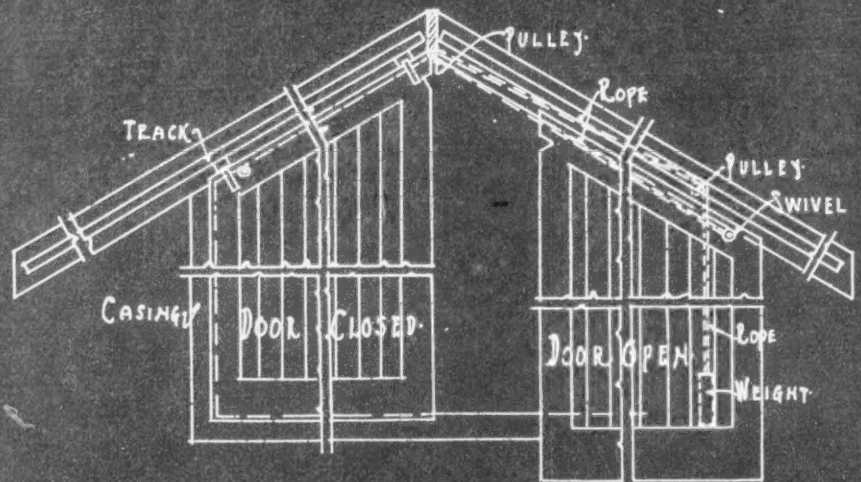 PULLEY.
ROPE
TRACK
PULLEY.
SWIVEL
CASING
DOOR CLOSED.
DOOR OPEN.
ROPE
WEIGHT.